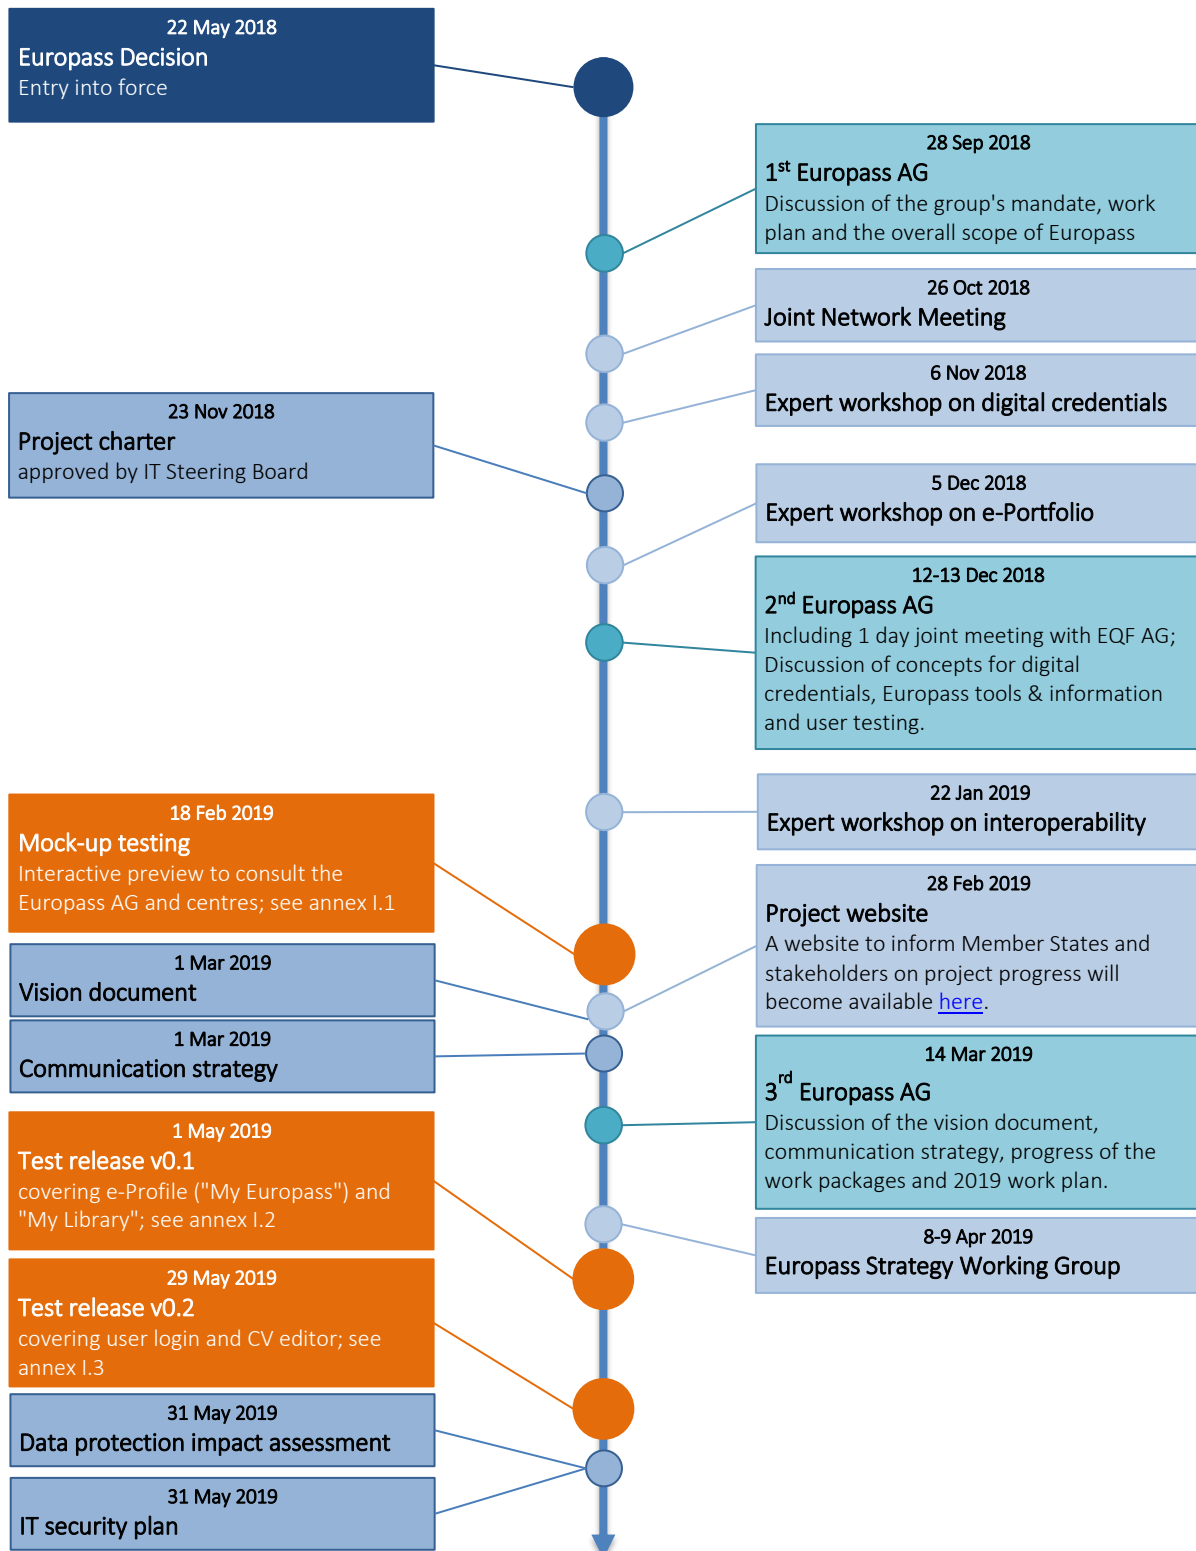 22 May 2018
Europass Decision
Entry into force
28 Sep 2018
1st Europass AG
Discussion of the group's mandate, work
plan and the overall scope of Europass
26 Oct 2018
Joint Network Meeting
6 Nov 2018
Expert workshop on digital credentials
23 Nov 2018
Project charter
approved by IT Steering Board
5 Dec 2018
Expert workshop on e-Portfolio
12-13 Dec 2018
2nd Europass AG
Including 1 day joint meeting with EQF AG;
Discussion of concepts for digital
credentials, Europass tools & information
and user testing.
22 Jan 2019
Expert workshop on interoperability
18 Feb 2019
Mock-up testing
Interactive preview to consult the
Europass AG and centres; see annex I.1
28 Feb 2019
Project website
A website to inform Member States and
stakeholders on project progress will
become available here.
1 Mar 2019
Vision document
1 Mar 2019
Communication strategy
14 Mar 2019
3rd Europass AG
Discussion of the vision document,
communication strategy, progress of the
work packages and 2019 work plan.
8-9 Apr 2019
Europass Strategy Working Group
1 May 2019
Test release v0.1
covering e-Profile ("My Europass") and
"My Library"; see annex I.2
29 May 2019
Test release v0.2
covering user login and CV editor; see
annex I.3
31 May 2019
Data protection impact assessment
31 May 2019
IT security plan